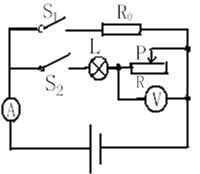 S₁ R₀
L P
S₂ R
A V